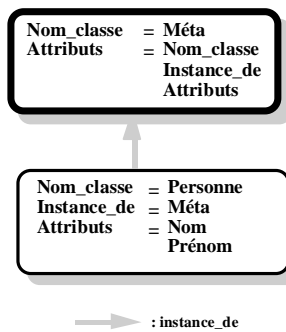 Nom_classe = Méta
Attributs = Nom_classe
Instance_de
Attributs
Nom_classe = Personne
Instance_de = Méta
Attributs = Nom
Prénom
: instance_de